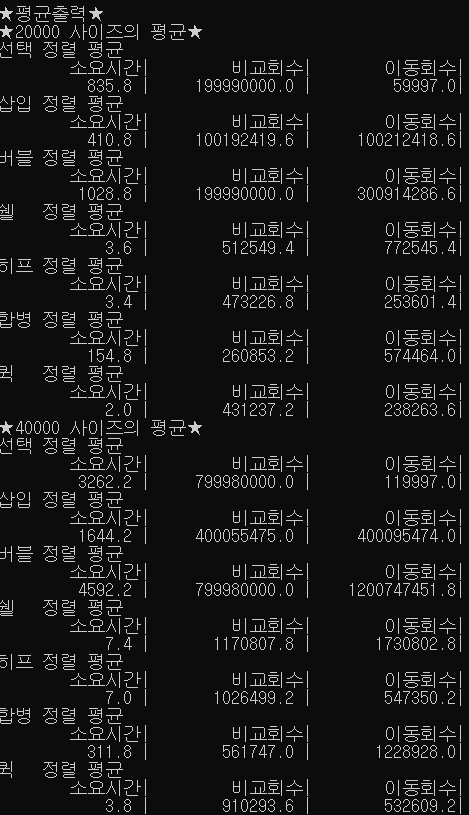 ★평균출력★
★20000 사이즈의 평균★
선택 정렬 평균
소요시간| 비교회수| 이동회수|
835.8 | 199990000.0 | 59997.0|
삽입 정렬 평균
소요시간| 비교회수| 이동회수|
410.8 | 100192419.6 | 100212418.6|
버블 정렬 평균
소요시간| 비교회수| 이동회수|
1028.8 | 199990000.0 | 300914286.6|
쉘 정렬 평균
소요시간| 비교회수| 이동회수|
3.6 | 512549.4 | 772545.4|
히프 정렬 평균
소요시간| 비교회수| 이동회수|
3.4 | 473226.8 | 253601.4|
합병 정렬 평균
소요시간| 비교회수| 이동회수|
154.8 | 260853.2 | 574464.0|
퀵 정렬 평균
소요시간| 비교회수| 이동회수|
2.0 | 431237.2 | 238263.6|
★40000 사이즈의 평균★
선택 정렬 평균
소요시간| 비교회수| 이동회수|
3262.2 | 799980000.0 | 119997.0|
삽입 정렬 평균
소요시간| 비교회수| 이동회수|
1644.2 | 400055475.0 | 400095474.0|
버블 정렬 평균
소요시간| 비교회수| 이동회수|
4592.2 | 799980000.0 | 1200747451.8|
쉘 정렬 평균
소요시간| 비교회수| 이동회수|
7.4 | 1170807.8 | 1730802.8|
히프 정렬 평균
소요시간| 비교회수| 이동회수|
7.0 | 1026499.2 | 547350.2|
합병 정렬 평균
소요시간| 비교회수| 이동회수|
311.8 | 561747.0 | 1228928.0|
퀵 정렬 평균
소요시간| 비교회수| 이동회수|
3.8 | 910293.6 | 532609.2|